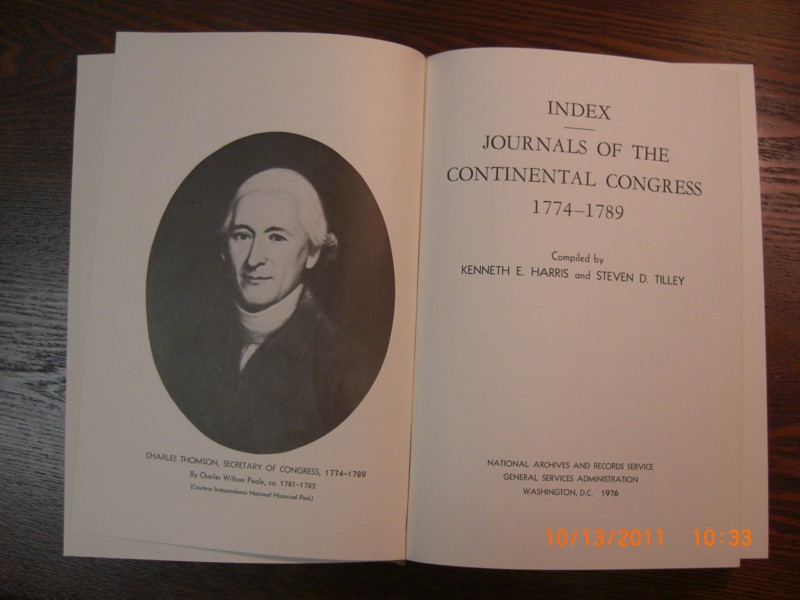 CHARLES THOMSON, SECRETARY OF CONGRESS, 1774–1789
By Charles Willson Peale, ca. 1781–1785
(Courtesy Independence National Historical Park)
INDEX
JOURNALS OF THE
CONTINENTAL CONGRESS
1774–1789
Compiled by
KENNETH E. HARRIS and STEVEN D. TILLEY
NATIONAL ARCHIVES AND RECORDS SERVICE
GENERAL SERVICES ADMINISTRATION
WASHINGTON, D.C. 1976
10/13/2011 10:33